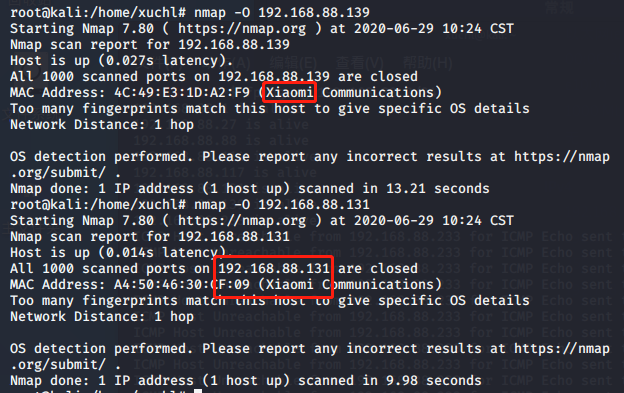 root@kali:/home/xuchl# nmap -O 192.168.88.139
Starting Nmap 7.80 ( https://nmap.org ) at 2020-06-29 10:24 CST
Nmap scan report for 192.168.88.139
Host is up (0.027s latency).
All 1000 scanned ports on 192.168.88.139 are closed
MAC Address: 4C:49:E3:1D:A2:F9 (Xiaomi Communications)
Too many fingerprints match this host to give specific OS details
Network Distance: 1 hop
OS detection performed. Please report any incorrect results at https://nmap
.org/submit/ .
Nmap done: 1 IP address (1 host up) scanned in 13.21 seconds
root@kali:/home/xuchl# nmap -O 192.168.88.131
Starting Nmap 7.80 ( https://nmap.org ) at 2020-06-29 10:24 CST
Nmap scan report for 192.168.88.131
Host is up (0.014s latency).
All 1000 scanned ports on 192.168.88.131 are closed
MAC Address: A4:50:46:30:CF:09 (Xiaomi Communications)
Too many fingerprints match this host to give specific OS details
Network Distance: 1 hop
OS detection performed. Please report any incorrect results at https://nmap
.org/submit/ .
Nmap done: 1 IP address (1 host up) scanned in 9.98 seconds